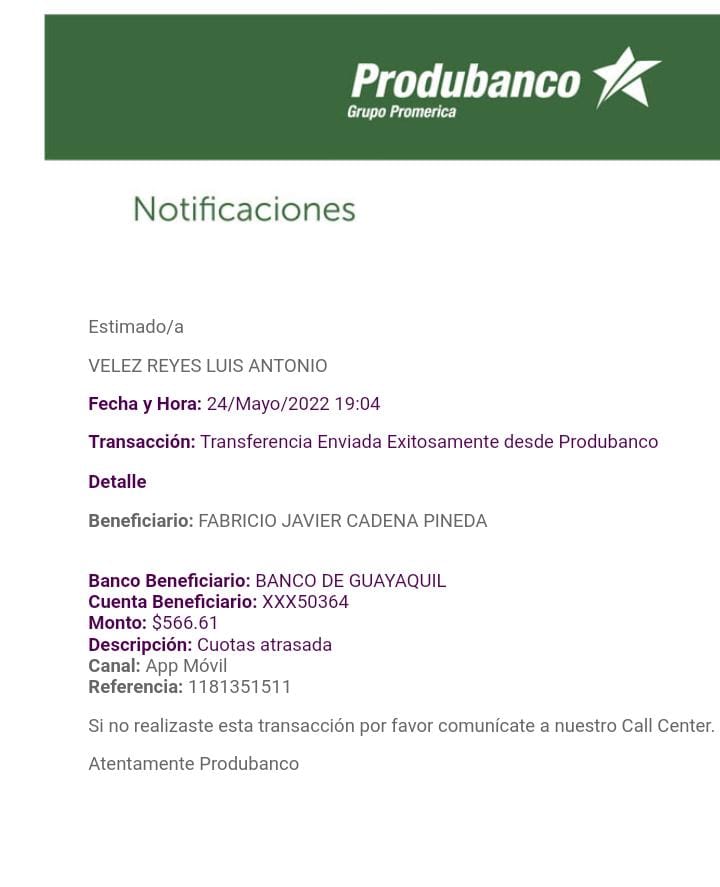 Produbanco
Grupo Promerica
Notificaciones
Estimado/a
VELEZ REYES LUIS ANTONIO
Fecha y Hora: 24/Mayo/2022 19:04
Transacción: Transferencia Enviada Exitosamente desde Produbanco
Detalle
Beneficiario: FABRICIO JAVIER CADENA PINEDA
Banco Beneficiario: BANCO DE GUAYAQUIL
Cuenta Beneficiario: XXX50364
Monto: $566.61
Descripción: Cuotas atrasada
Canal: App Móvil
Referencia: 1181351511
Si no realizaste esta transacción por favor comunícate a nuestro Call Center.
Atentamente Produbanco